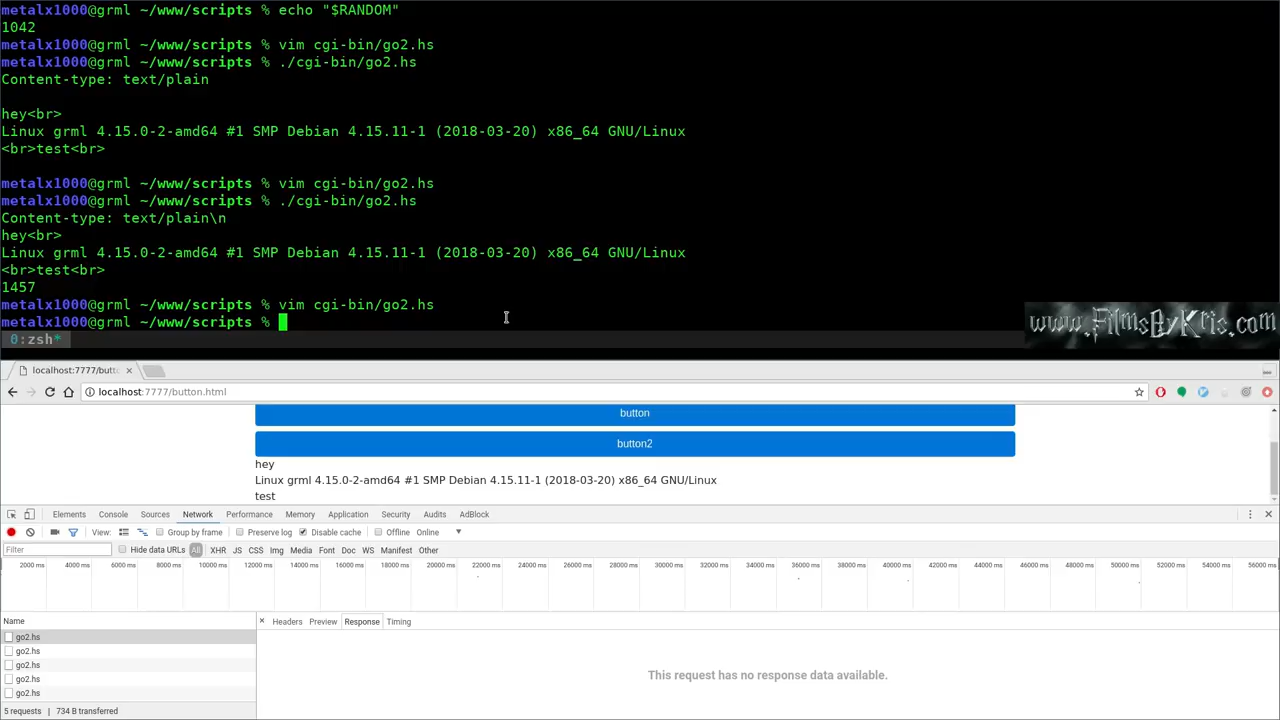 metalx1000@grml ~/www/scripts % echo "$RANDOM"
1042
metalx1000@grml ~/www/scripts % vim cgi-bin/go2.hs
metalx1000@grml ~/www/scripts % ./cgi-bin/go2.hs
Content-type: text/plain
hey<br>
Linux grml 4.15.0-2-amd64 #1 SMP Debian 4.15.11-1 (2018-03-20) x86_64 GNU/Linux
<br>test<br>
metalx1000@grml ~/www/scripts % vim cgi-bin/go2.hs
metalx1000@grml ~/www/scripts % ./cgi-bin/go2.hs
Content-type: text/plain\n
hey<br>
Linux grml 4.15.0-2-amd64 #1 SMP Debian 4.15.11-1 (2018-03-20) x86_64 GNU/Linux
<br>test<br>
1457
metalx1000@grml ~/www/scripts % vim cgi-bin/go2.hs
metalx1000@grml ~/www/scripts %
www.FilmsByKris.com
0:zsh*
localhost:7777/butt
localhost:7777/button.html
button
button2
hey
Linux grml 4.15.0-2-amd64 #1 SMP Debian 4.15.11-1 (2018-03-20) x86_64 GNU/Linux
test
Elements Console Sources Network Performance Memory Application Security Audits AdBlock
View: Group by frame Preserve log Disable cache Offline Online
Filter Hide data URLs All XHR JS CSS Img Media Font Doc WS Manifest Other
2000 ms 4000 ms 6000 ms 8000 ms 10000 ms 12000 ms 14000 ms 16000 ms 18000 ms 20000 ms 22000 ms 24000 ms 26000 ms 28000 ms 30000 ms 32000 ms 34000 ms 36000 ms 38000 ms 40000 ms 42000 ms 44000 ms 46000 ms 48000 ms 50000 ms 52000 ms 54000 ms 56000 ms
Name
Headers Preview Response Timing
go2.hs
go2.hs
go2.hs
go2.hs
go2.hs
This request has no response data available.
5 requests | 734 B transferred